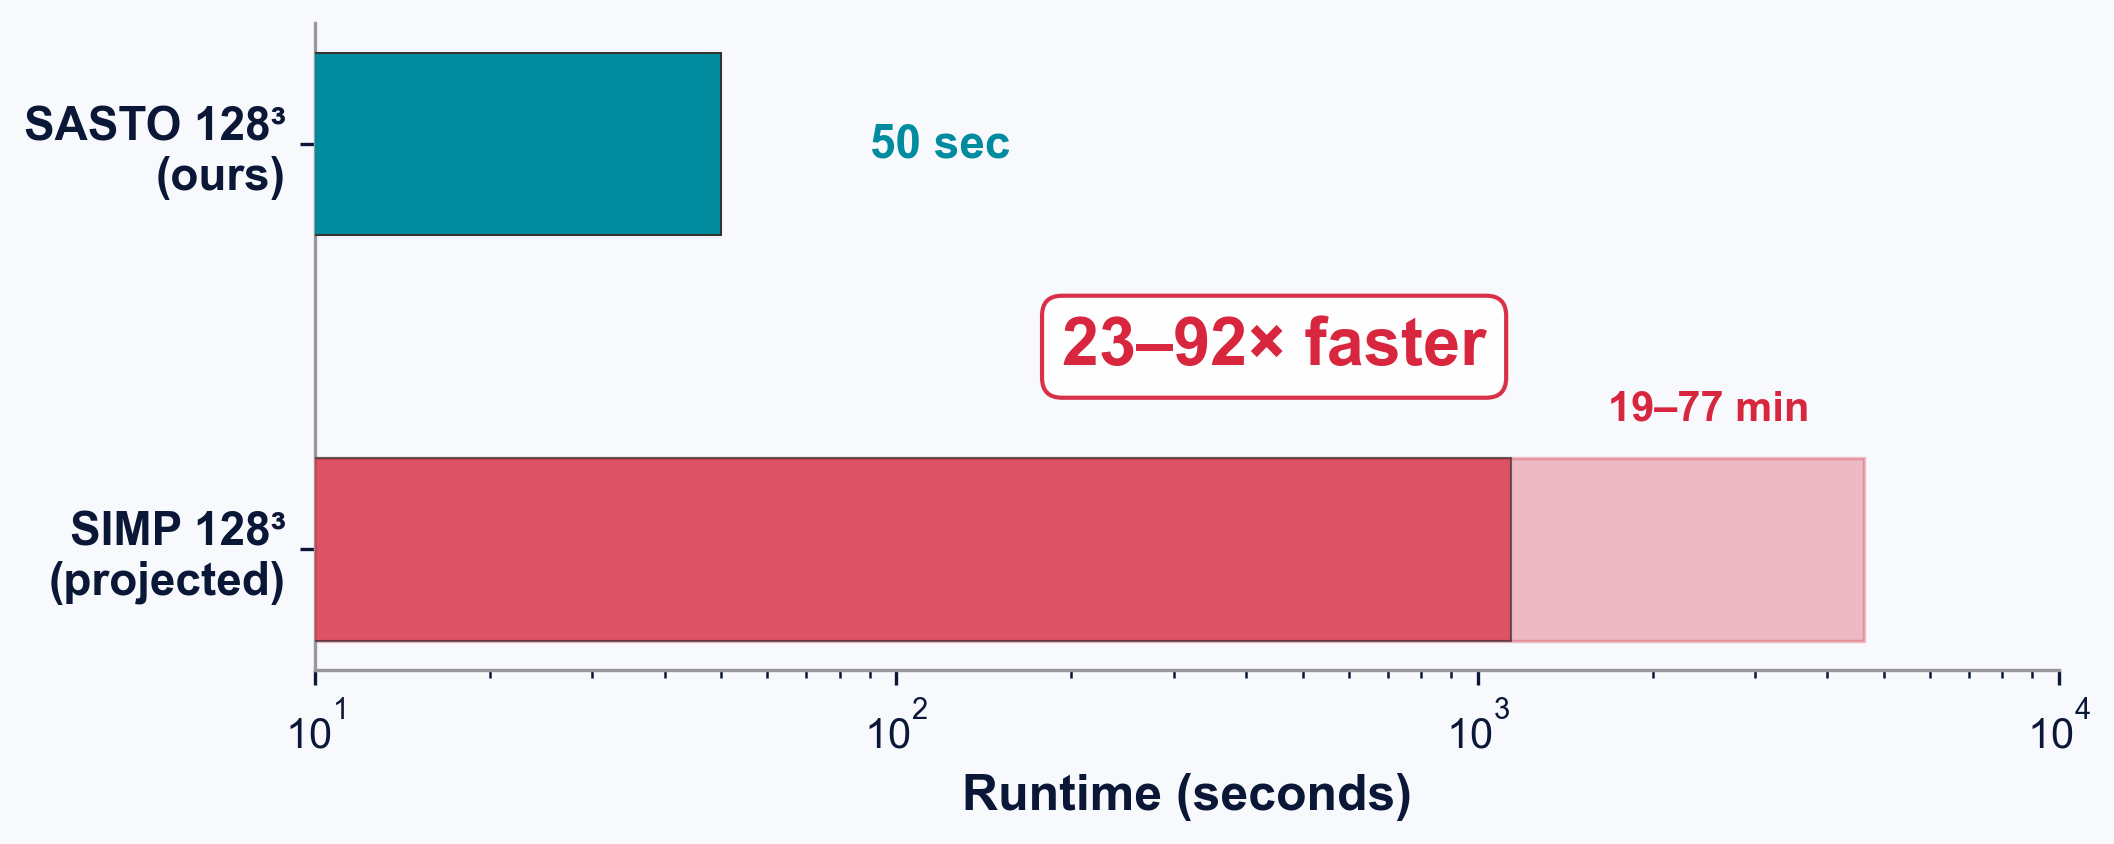 SASTO 128³
(ours)
50 sec
23–92× faster
19–77 min
SIMP 128³
(projected)
10¹ 10² 10³ 10⁴
Runtime (seconds)